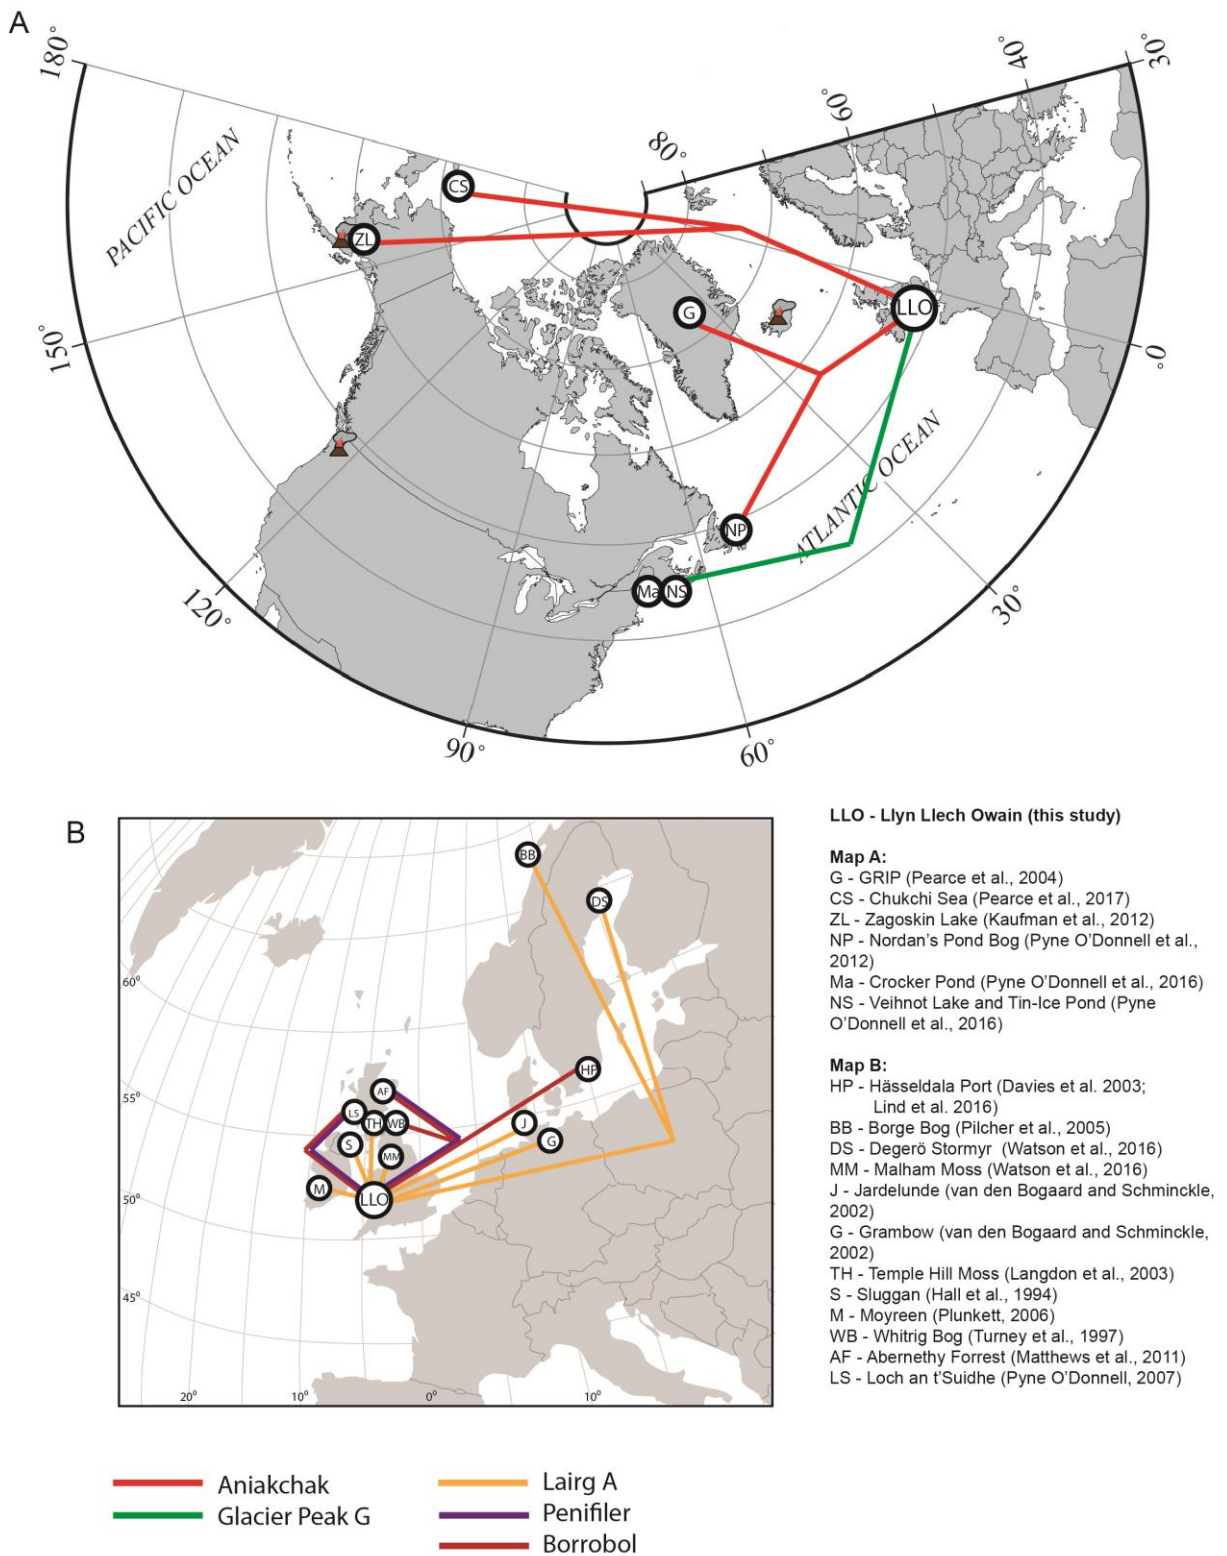 A
180°
PACIFIC OCEAN
150°
120°
90°
60°
30°
0°
30°
40°
60°
80°
CS
ZL
G
LLO
NP
Ma
NS
ATLANTIC OCEAN
B
60°
55°
50°
45°
20°
10°
0°
10°
BB
DS
HP
AF
LS
TH
WB
S
MM
J
G
M
LLO
LLO - Llyn Llech Owain (this study)
Map A:
G - GRIP (Pearce et al., 2004)
CS - Chukchi Sea (Pearce et al., 2017)
ZL - Zagoskin Lake (Kaufman et al., 2012)
NP - Nordan's Pond Bog (Pyne O'Donnell et al.,
2012)
Ma - Crocker Pond (Pyne O'Donnell et al., 2016)
NS - Veihnot Lake and Tin-Ice Pond (Pyne
O'Donnell et al., 2016)
Map B:
HP - Hässeldala Port (Davies et al. 2003;
Lind et al. 2016)
BB - Borge Bog (Pilcher et al., 2005)
DS - Degerö Stormyr (Watson et al., 2016)
MM – Malham Moss (Watson et al., 2016)
J - Jardelunde (van den Bogaard and Schminckle,
2002)
G - Grambow (van den Bogaard and Schminckle,
2002)
TH - Temple Hill Moss (Langdon et al., 2003)
S - Sluggan (Hall et al., 1994)
M - Moyreen (Plunkett, 2006)
WB - Whitrig Bog (Turney et al., 1997)
AF - Abernethy Forrest (Matthews et al., 2011)
LS - Loch an t'Suidhe (Pyne O'Donnell, 2007)
Aniakchak
Glacier Peak G
Lairg A
Penifiler
Borrobol